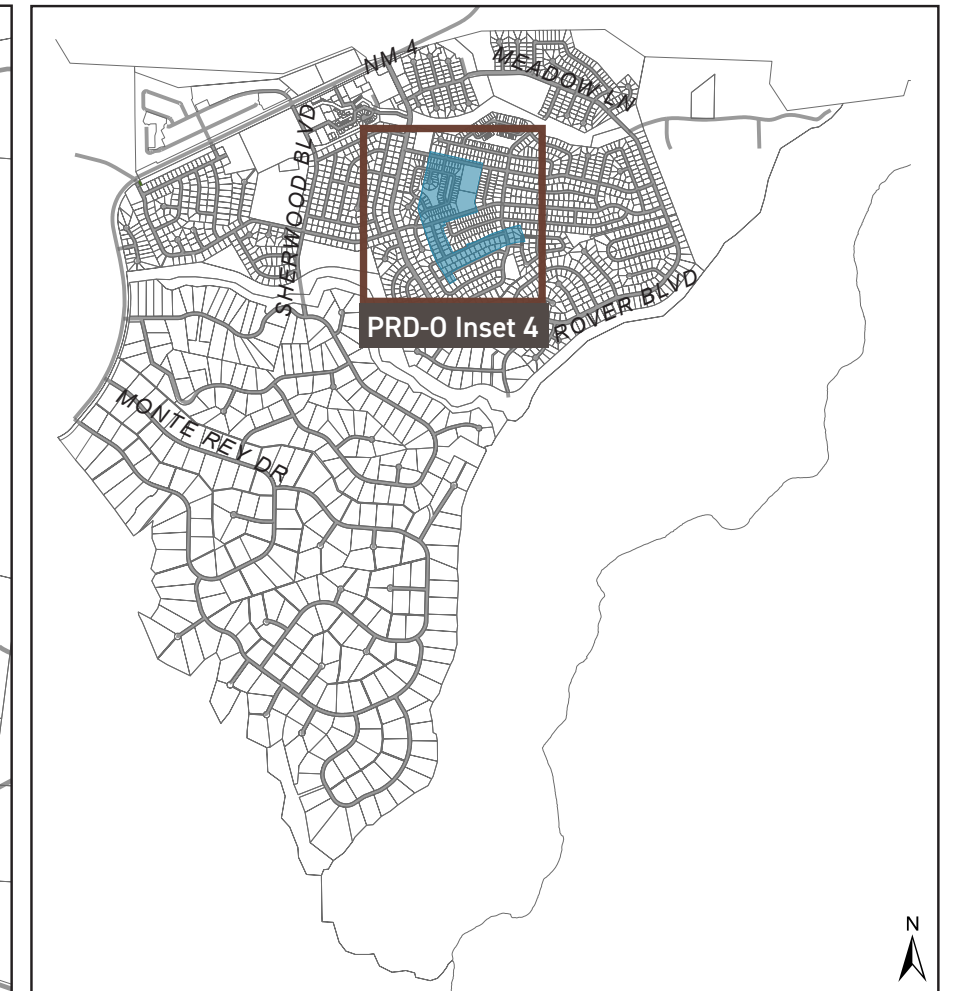 NM 4
MEADOW LN
SHERWOOD BLVD
PRD-O Inset 4
ROVER BLVD
MONTE REY DR
N